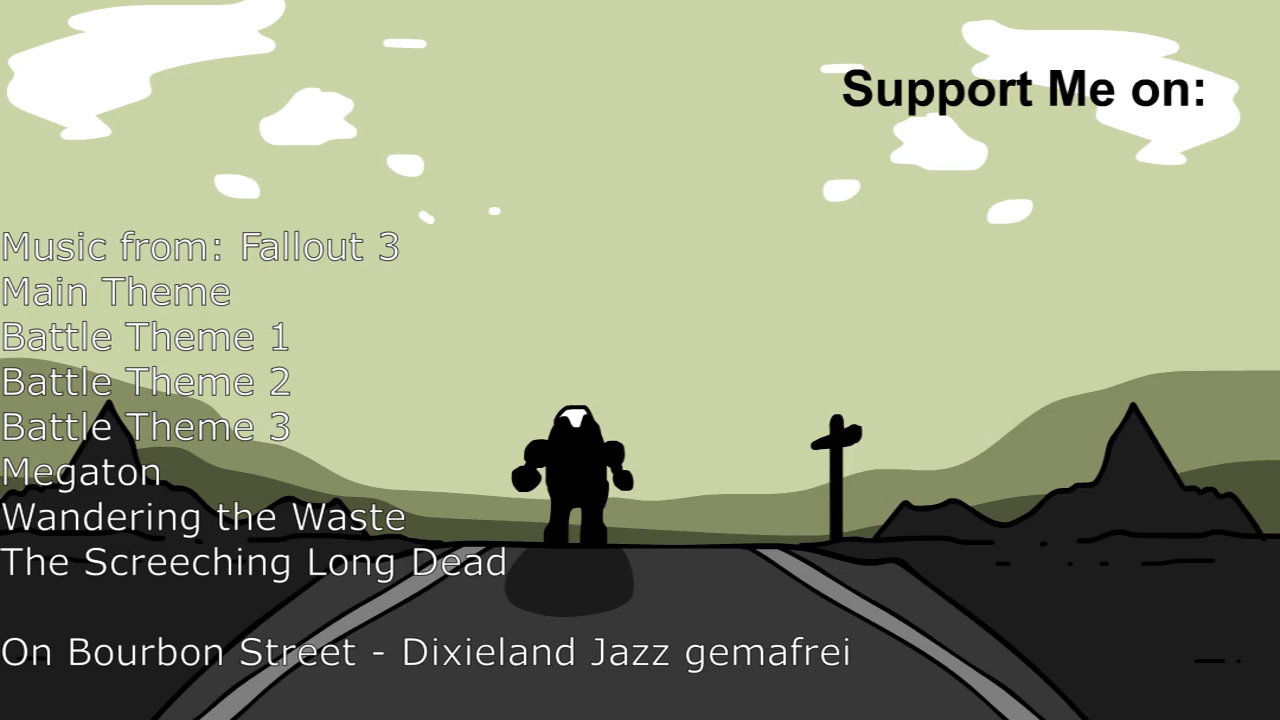 Support Me on:
Music from: Fallout 3
Main Theme
Battle Theme 1
Battle Theme 2
Battle Theme 3
Megaton
Wandering the Waste
The Screeching Long Dead
On Bourbon Street - Dixieland Jazz gemafrei